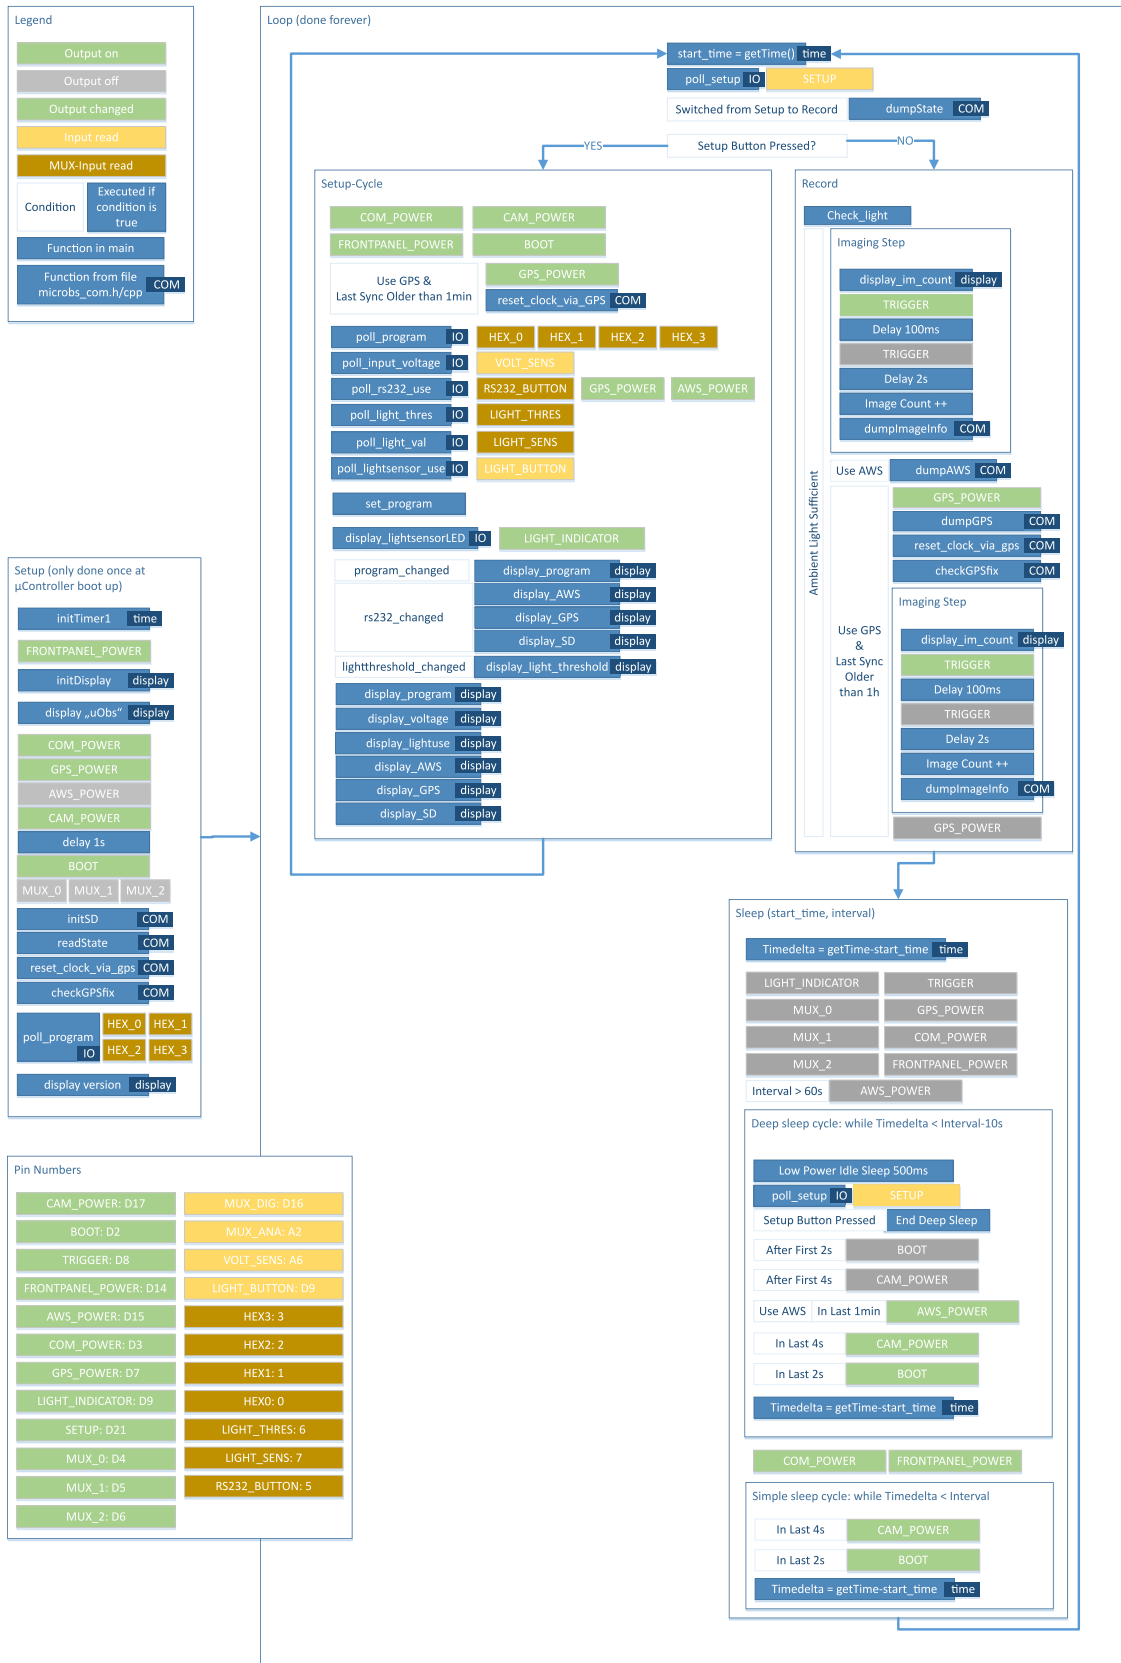 Legend
Output on
Output off
Output changed
Input read
MUX-Input read
Condition
Executed if
condition is
true
Function in main
Function from file
microbs_com.h/cpp
COM
Setup (only done once at
µController boot up)
initTimer1 time
FRONTPANEL_POWER
initDisplay display
display „uObs“ display
COM_POWER
GPS_POWER
AWS_POWER
CAM_POWER
delay 1s
BOOT
MUX_0 MUX_1 MUX_2
initSD COM
readState COM
reset_clock_via_gps COM
checkGPSfix COM
poll_program IO
HEX_0 HEX_1
HEX_2 HEX_3
display version display
Pin Numbers
CAM_POWER: D17
BOOT: D2
TRIGGER: D8
FRONTPANEL_POWER: D14
AWS_POWER: D15
COM_POWER: D3
GPS_POWER: D7
LIGHT_INDICATOR: D9
SETUP: D21
MUX_0: D4
MUX_1: D5
MUX_2: D6
MUX_DIG: D16
MUX_ANA: A2
VOLT_SENS: A6
LIGHT_BUTTON: D9
HEX3: 3
HEX2: 2
HEX1: 1
HEX0: 0
LIGHT_THRES: 6
LIGHT_SENS: 7
RS232_BUTTON: 5
Loop (done forever)
start_time = getTime() time
poll_setup IO SETUP
Switched from Setup to Record dumpState COM
YES Setup Button Pressed? NO
Setup-Cycle
COM_POWER CAM_POWER
FRONTPANEL_POWER BOOT
Use GPS &
Last Sync Older than 1min
GPS_POWER
reset_clock_via_GPS COM
poll_program IO HEX_0 HEX_1 HEX_2 HEX_3
poll_input_voltage IO VOLT_SENS
poll_rs232_use IO RS232_BUTTON GPS_POWER AWS_POWER
poll_light_thres IO LIGHT_THRES
poll_light_val IO LIGHT_SENS
poll_lightsensor_use IO LIGHT_BUTTON
set_program
display_lightsensorLED IO LIGHT_INDICATOR
program_changed display_program display
rs232_changed
display_AWS display
display_GPS display
display_SD display
lightthreshold_changed display_light_threshold display
display_program display
display_voltage display
display_lightuse display
display_AWS display
display_GPS display
display_SD display
Record
Check_light
Ambient Light Sufficient
Imaging Step
display_im_count display
TRIGGER
Delay 100ms
TRIGGER
Delay 2s
Image Count ++
dumpImageInfo COM
Use AWS dumpAWS COM
Use GPS
&
Last Sync
Older
than 1h
GPS_POWER
dumpGPS COM
reset_clock_via_gps COM
checkGPSfix COM
Imaging Step
display_im_count display
TRIGGER
Delay 100ms
TRIGGER
Delay 2s
Image Count ++
dumpImageInfo COM
GPS_POWER
Sleep (start_time, interval)
Timedelta = getTime-start_time time
LIGHT_INDICATOR TRIGGER
MUX_0 GPS_POWER
MUX_1 COM_POWER
MUX_2 FRONTPANEL_POWER
Interval > 60s AWS_POWER
Deep sleep cycle: while Timedelta < Interval-10s
Low Power Idle Sleep 500ms
poll_setup IO SETUP
Setup Button Pressed End Deep Sleep
After First 2s BOOT
After First 4s CAM_POWER
Use AWS In Last 1min AWS_POWER
In Last 4s CAM_POWER
In Last 2s BOOT
Timedelta = getTime-start_time time
COM_POWER FRONTPANEL_POWER
Simple sleep cycle: while Timedelta < Interval
In Last 4s CAM_POWER
In Last 2s BOOT
Timedelta = getTime-start_time time